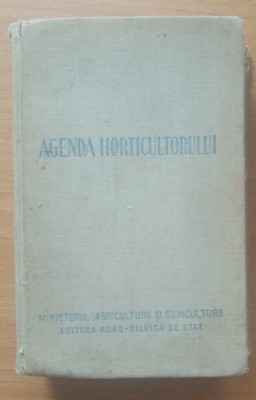 AGENDA HORTICULTORULUI
MINISTERUL AGRICULTURII ȘI SILVICULTURII
EDITURA AGRO-SILVICĂ DE STAT